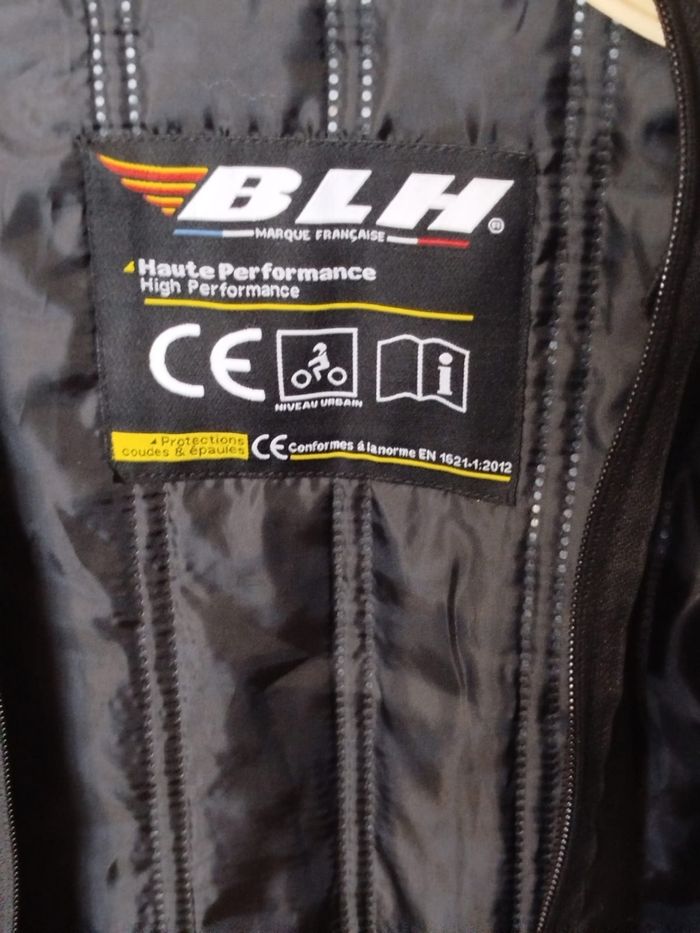 BLH®
MARQUE FRANÇAISE
Haute Performance
High Performance
CE
i
NIVEAU URBAIN
Protections
coudes & épaules
CE Conformes à la norme EN 1621-1:2012